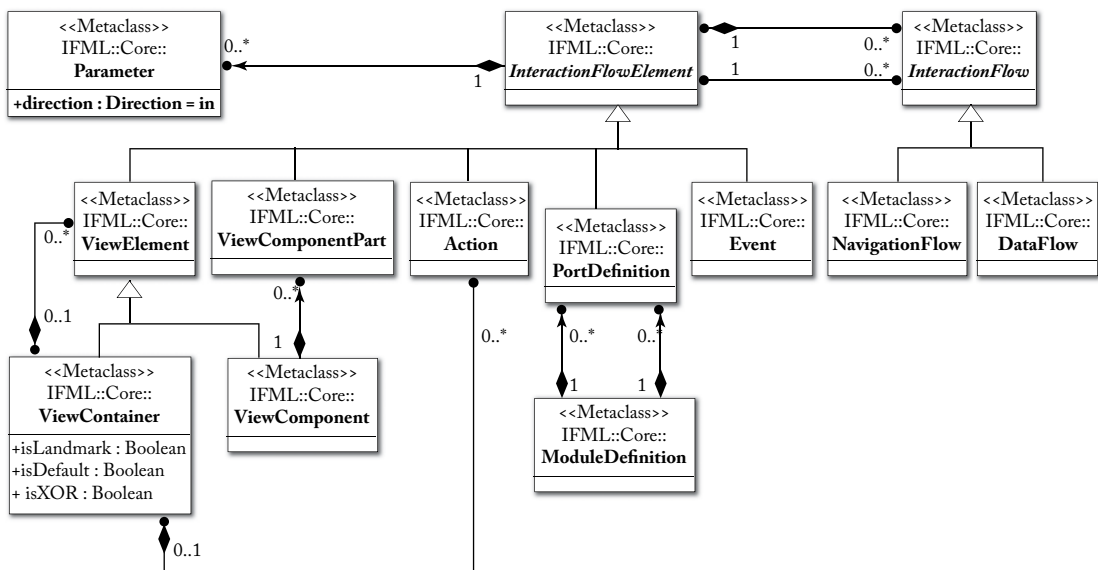 <<Metaclass>>
IFML::Core::
Parameter
+direction : Direction = in
0..*
1
<<Metaclass>>
IFML::Core::
InteractionFlowElement
1
0..*
1
0..*
<<Metaclass>>
IFML::Core::
InteractionFlow
<<Metaclass>>
IFML::Core::
ViewElement
0..*
0..1
<<Metaclass>>
IFML::Core::
ViewComponentPart
0..*
1
<<Metaclass>>
IFML::Core::
Action
0..*
<<Metaclass>>
IFML::Core::
PortDefinition
0..*
0..*
1
1
<<Metaclass>>
IFML::Core::
Event
<<Metaclass>>
IFML::Core::
NavigationFlow
<<Metaclass>>
IFML::Core::
DataFlow
<<Metaclass>>
IFML::Core::
ViewContainer
+isLandmark : Boolean
+isDefault : Boolean
+ isXOR : Boolean
0..1
<<Metaclass>>
IFML::Core::
ViewComponent
<<Metaclass>>
IFML::Core::
ModuleDefinition